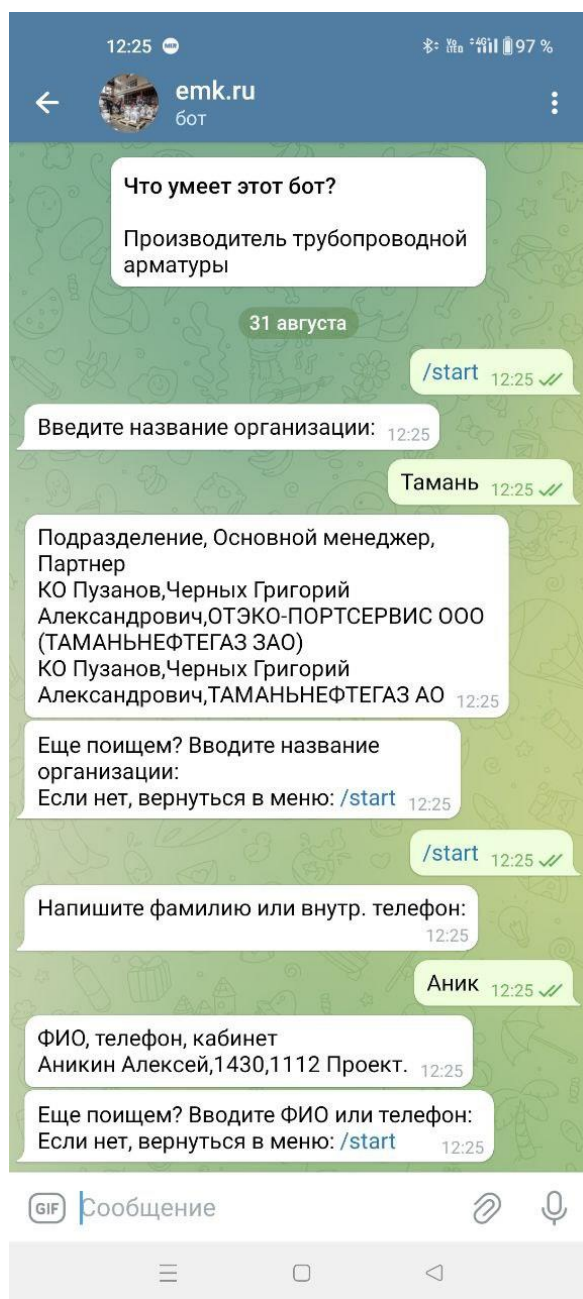 12:25
97 %
emk.ru
бот
Что умеет этот бот?
Производитель трубопроводной
арматуры
31 августа
/start 12:25
Введите название организации: 12:25
Тамань 12:25
Подразделение, Основной менеджер,
Партнер
КО Пузанов,Черных Григорий
Александрович,ОТЭКО-ПОРТСЕРВИС ООО
(ТАМАНЬНЕФТЕГАЗ ЗАО)
КО Пузанов,Черных Григорий
Александрович,ТАМАНЬНЕФТЕГАЗ АО 12:25
Еще поищем? Вводите название
организации:
Если нет, вернуться в меню: /start 12:25
/start 12:25
Напишите фамилию или внутр. телефон:
12:25
Аник 12:25
ФИО, телефон, кабинет
Аникин Алексей,1430,1112 Проект. 12:25
Еще поищем? Вводите ФИО или телефон:
Если нет, вернуться в меню: /start 12:25
GIF Сообщение